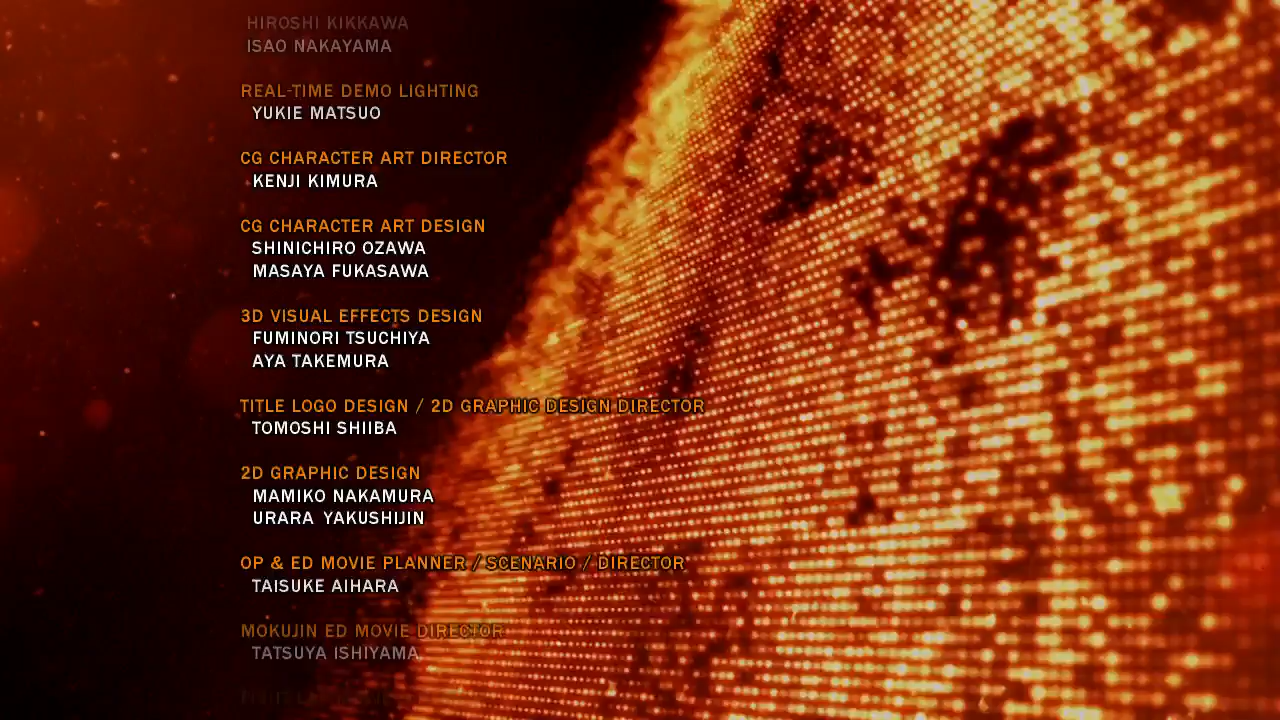 HIROSHI KIKKAWA
ISAO NAKAYAMA
REAL-TIME DEMO LIGHTING
YUKIE MATSUO
CG CHARACTER ART DIRECTOR
KENJI KIMURA
CG CHARACTER ART DESIGN
SHINICHIRO OZAWA
MASAYA FUKASAWA
3D VISUAL EFFECTS DESIGN
FUMINORI TSUCHIYA
AYA TAKEMURA
TITLE LOGO DESIGN / 2D GRAPHIC DESIGN DIRECTOR
TOMOSHI SHIIBA
2D GRAPHIC DESIGN
MAMIKO NAKAMURA
URARA YAKUSHIJIN
OP & ED MOVIE PLANNER / SCENARIO / DIRECTOR
TAISUKE AIHARA
MOKUJIN ED MOVIE DIRECTOR
TATSUYA ISHIYAMA